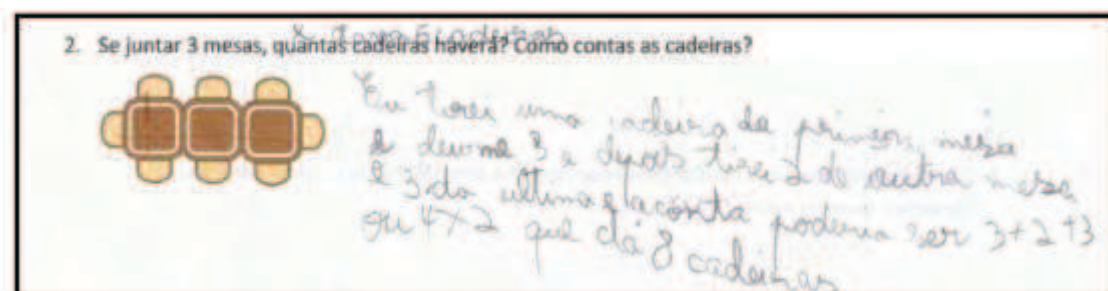 2. Se juntar 3 mesas, quantas cadeiras haverá? Como contas as cadeiras?
Eu tirei uma cadeira da primeira mesa
e deu-me 3 e depois tirei 2 da outra mesa
e 3 da ultima e a conta poderia ser 3+2+3
ou 4×2 que dá 8 cadeiras